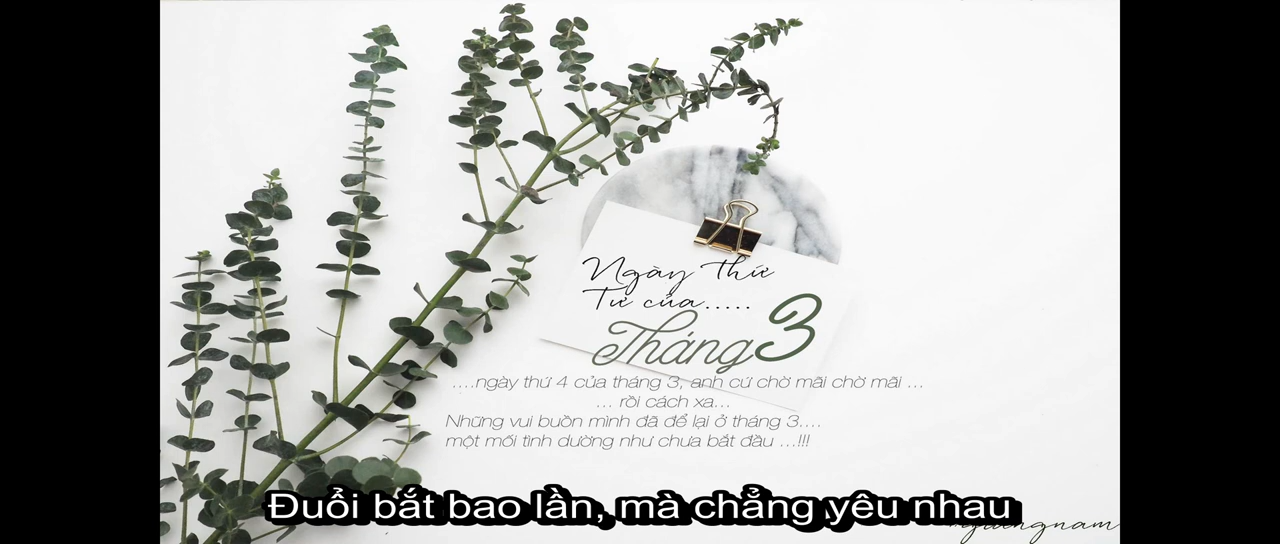 Ngày thứ
Tư của.....
Tháng 3
....ngày thứ 4 của tháng 3, anh cứ chờ mãi chờ mãi ...
... rồi cách xa...
Những vui buồn mình đã để lại ở tháng 3....
một mối tình dường như chưa bắt đầu ...!!!
Đuổi bắt bao lần, mà chẳng yêu nhau